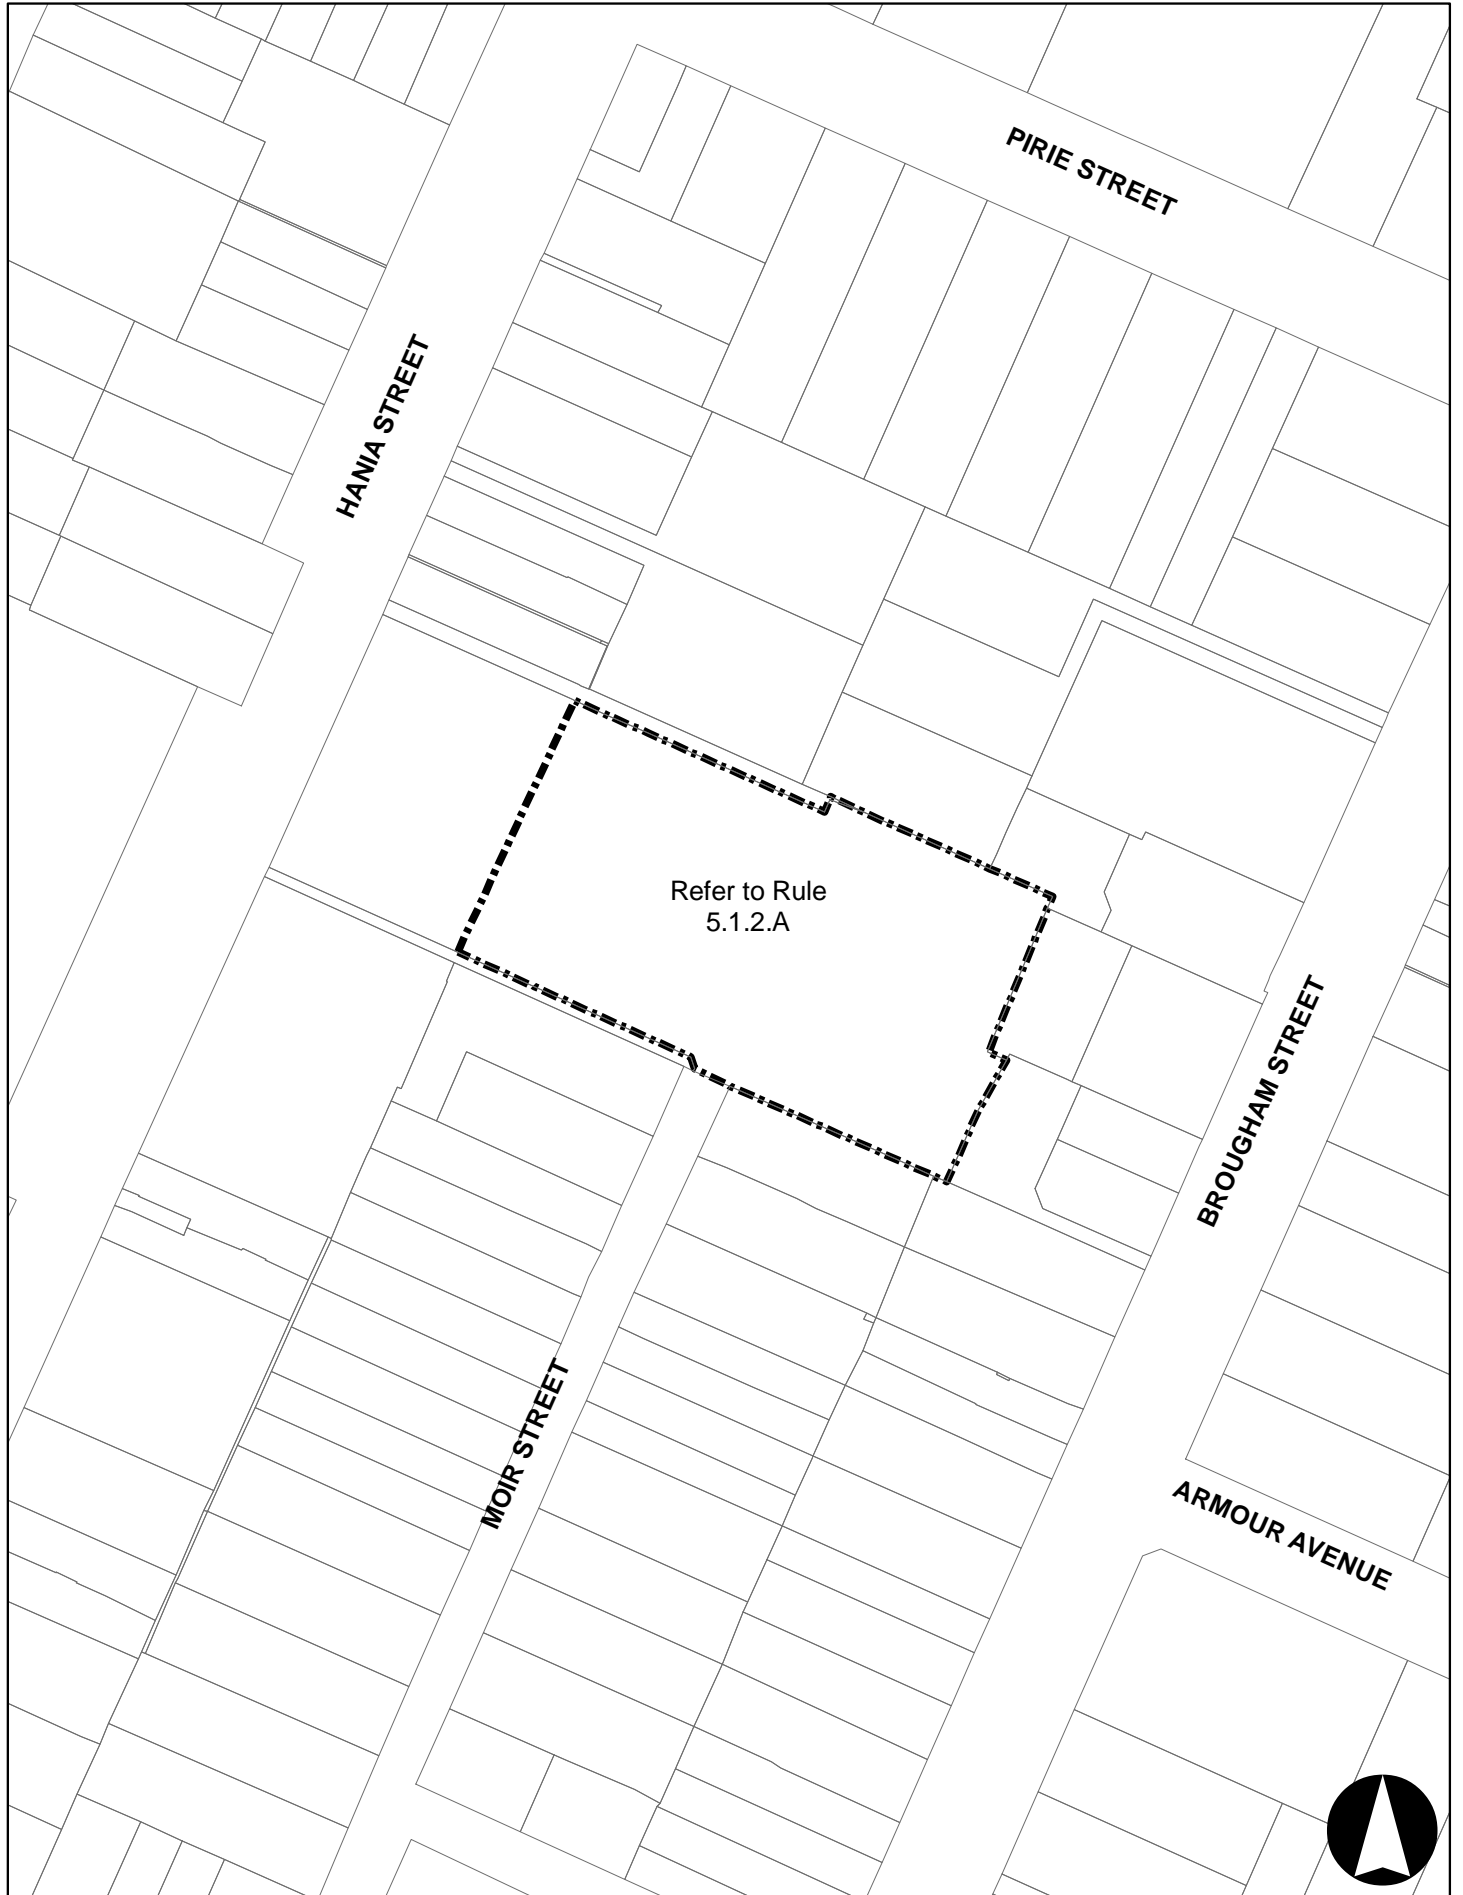 PIRIE STREET
HANIA STREET
Refer to Rule
5.1.2.A
BROUGHAM STREET
MOIR STREET
ARMOUR AVENUE